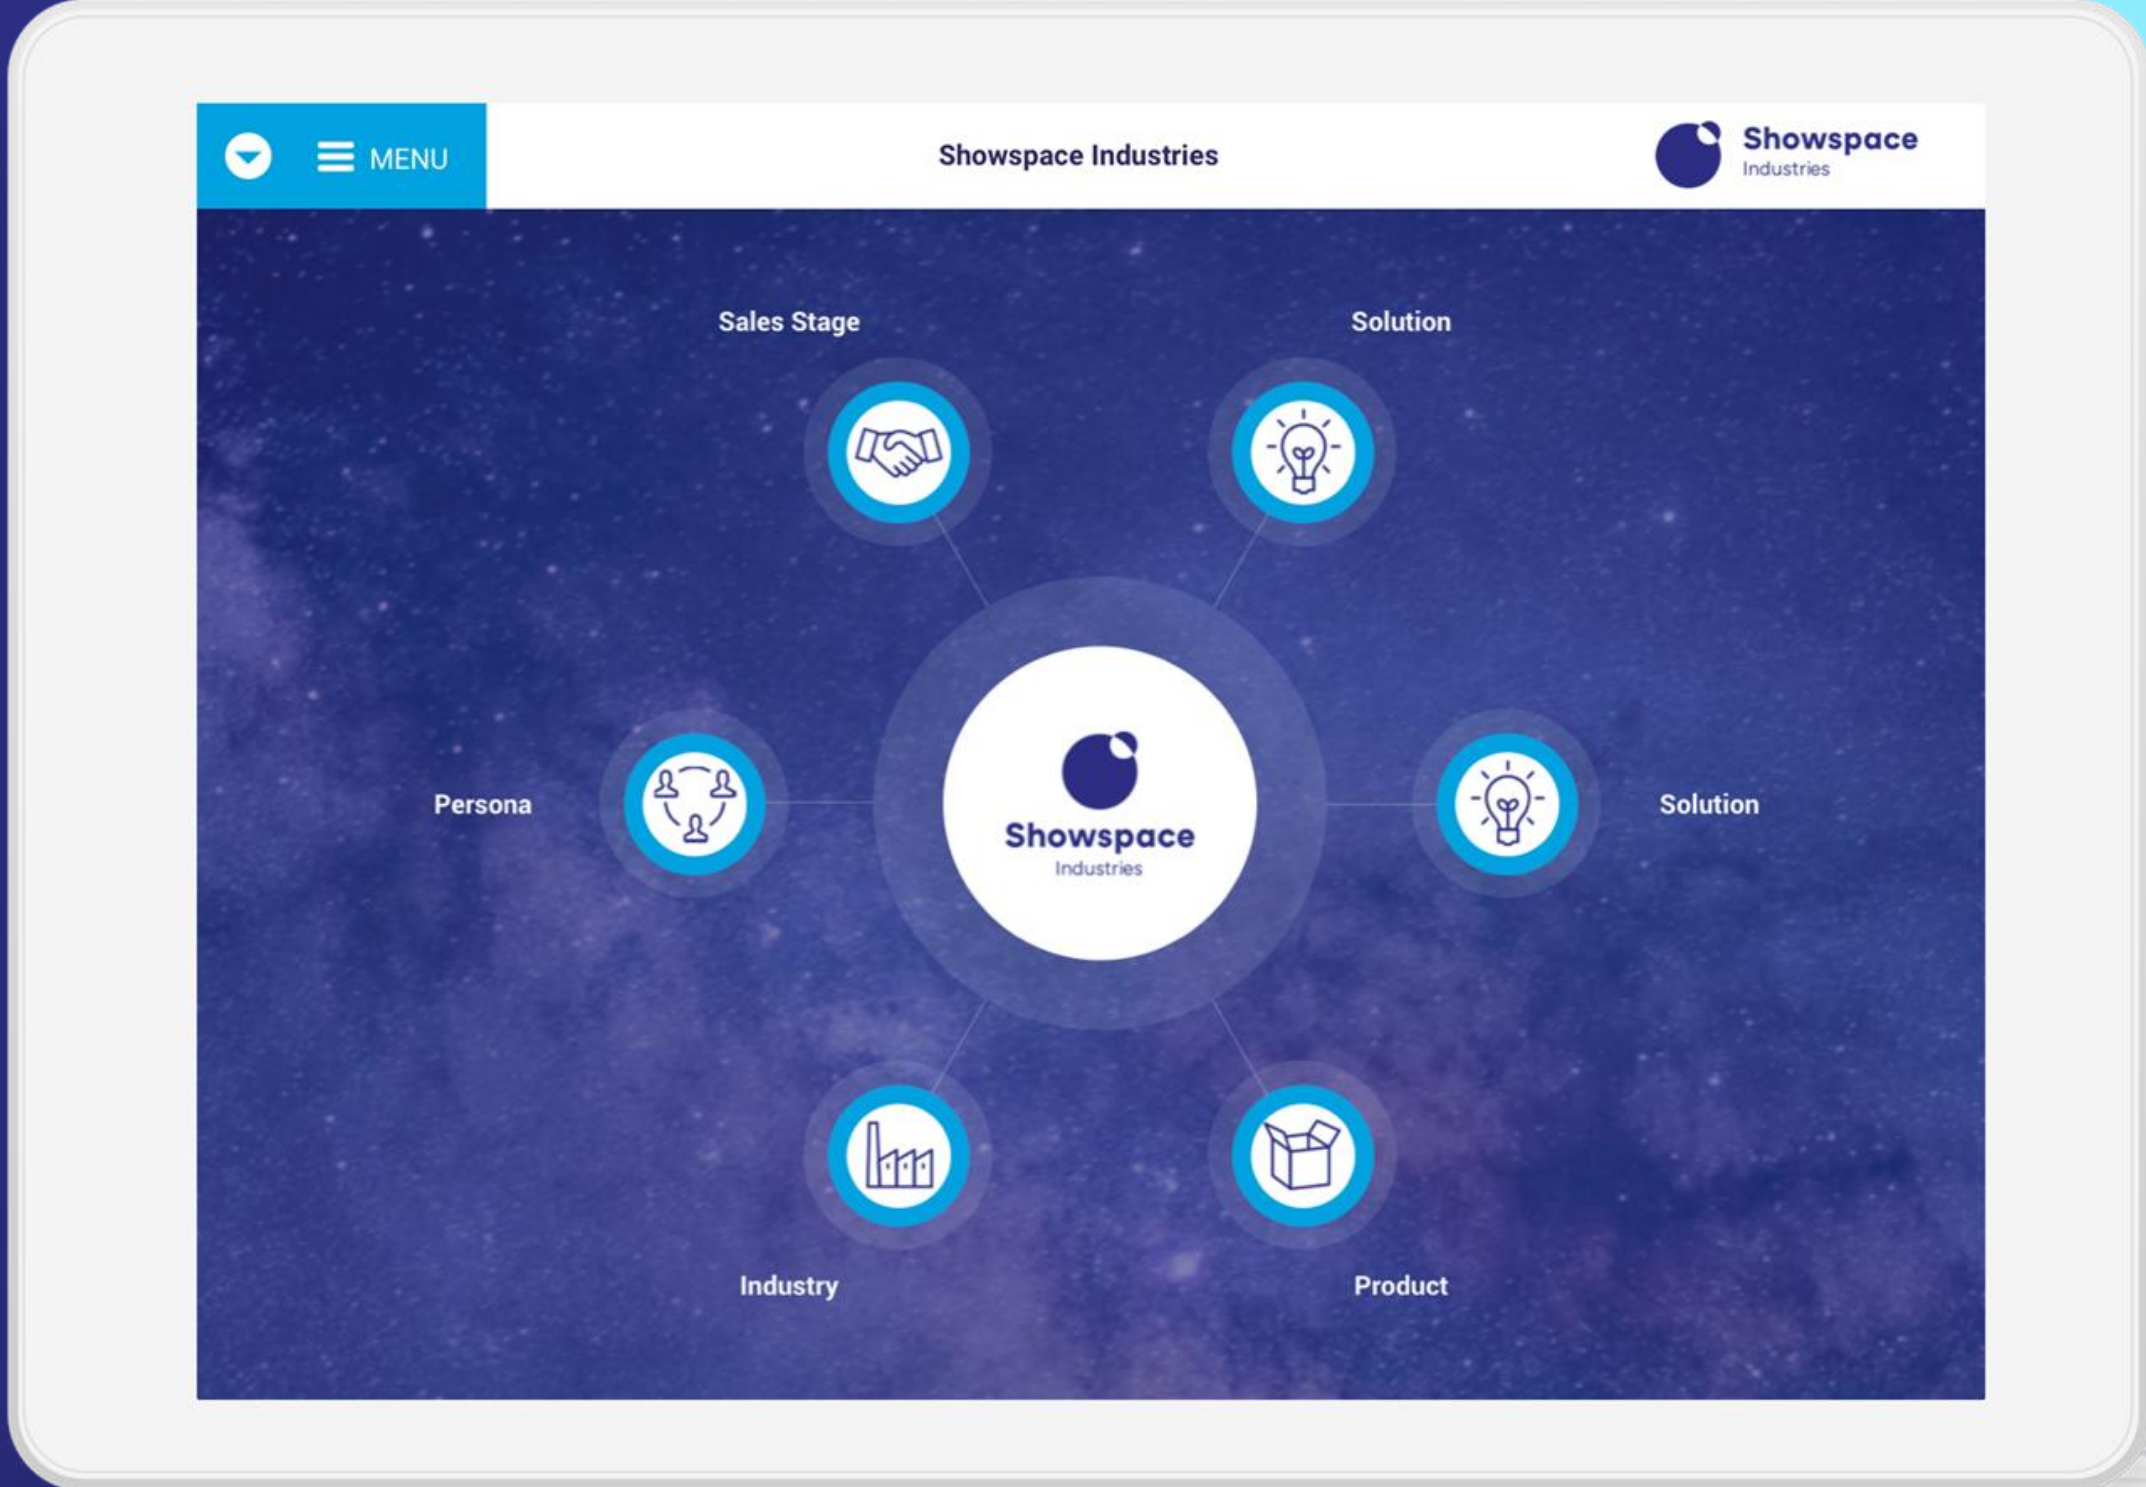 MENU
Showspace Industries
Showspace
Industries
Sales Stage
Solution
Persona
Showspace
Industries
Solution
Industry
Product